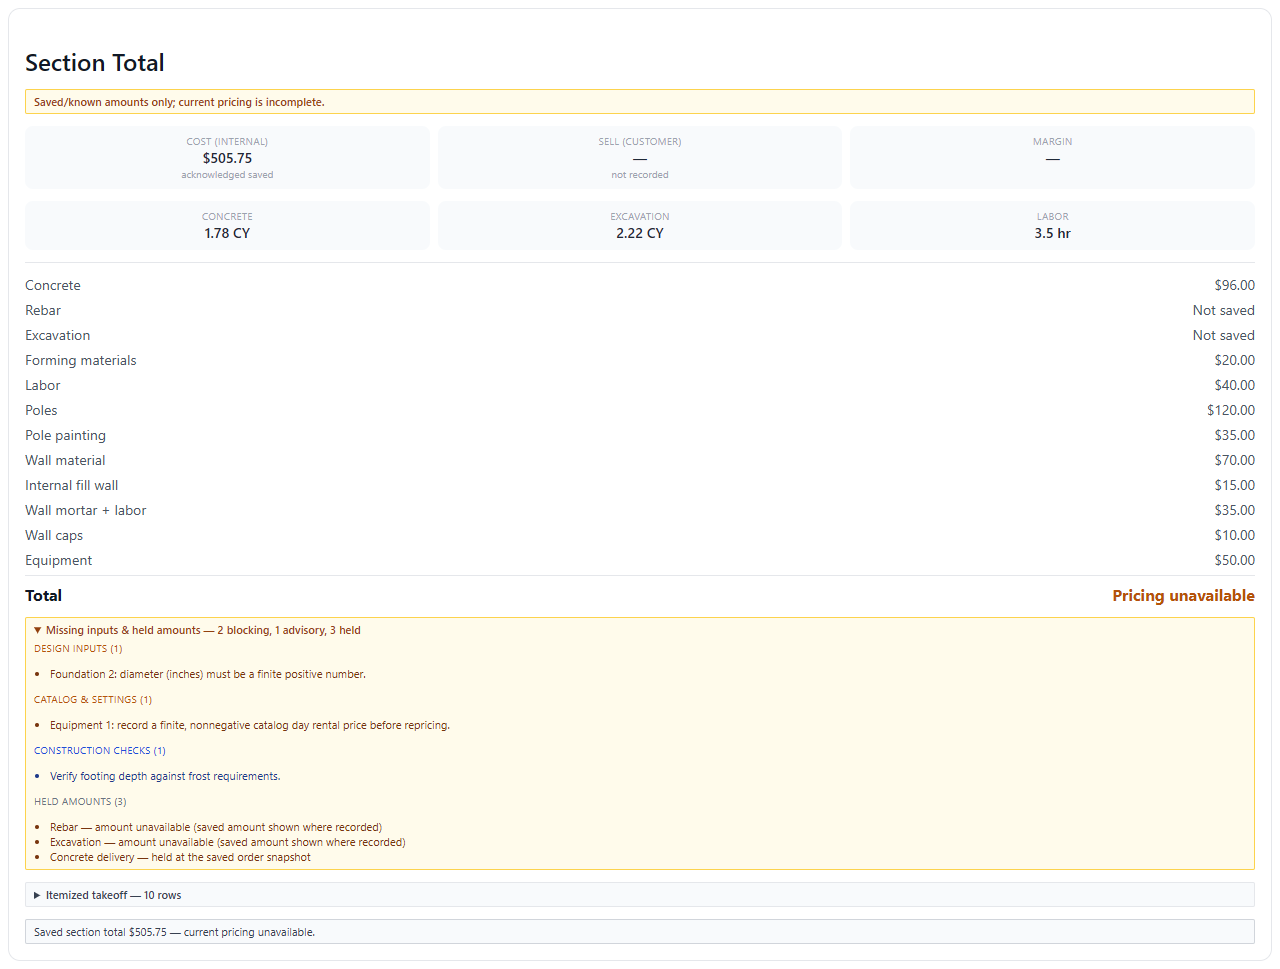 Section Total
Saved/known amounts only; current pricing is incomplete.
COST (INTERNAL)
$505.75
acknowledged saved
SELL (CUSTOMER)
—
not recorded
MARGIN
—
CONCRETE
1.78 CY
EXCAVATION
2.22 CY
LABOR
3.5 hr
Concrete $96.00
Rebar Not saved
Excavation Not saved
Forming materials $20.00
Labor $40.00
Poles $120.00
Pole painting $35.00
Wall material $70.00
Internal fill wall $15.00
Wall mortar + labor $35.00
Wall caps $10.00
Equipment $50.00
Total Pricing unavailable
▼ Missing inputs & held amounts — 2 blocking, 1 advisory, 3 held
DESIGN INPUTS (1)
• Foundation 2: diameter (inches) must be a finite positive number.
CATALOG & SETTINGS (1)
• Equipment 1: record a finite, nonnegative catalog day rental price before repricing.
CONSTRUCTION CHECKS (1)
• Verify footing depth against frost requirements.
HELD AMOUNTS (3)
• Rebar — amount unavailable (saved amount shown where recorded)
• Excavation — amount unavailable (saved amount shown where recorded)
• Concrete delivery — held at the saved order snapshot
▶ Itemized takeoff — 10 rows
Saved section total $505.75 — current pricing unavailable.